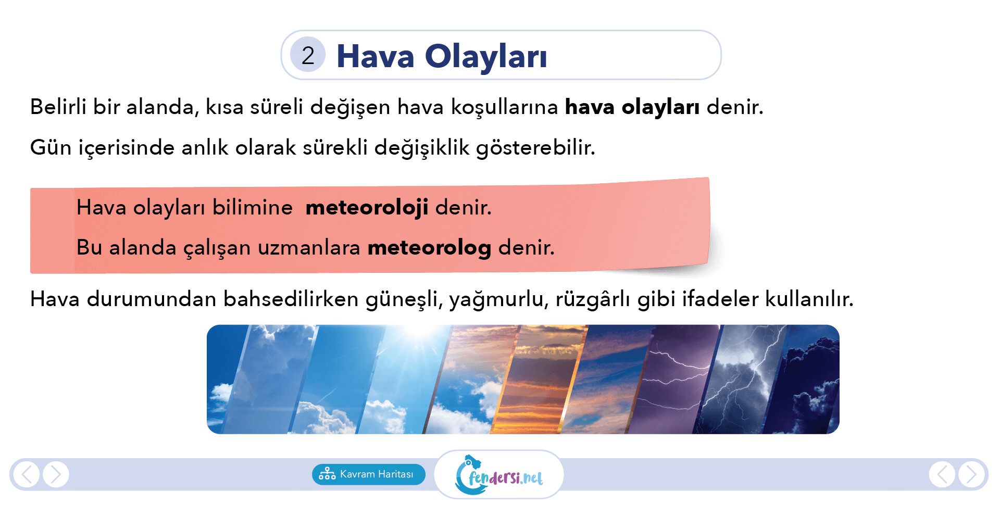 2 Hava Olayları
Belirli bir alanda, kısa süreli değişen hava koşullarına hava olayları denir.
Gün içerisinde anlık olarak sürekli değişiklik gösterebilir.
Hava olayları bilimine meteoroloji denir.
Bu alanda çalışan uzmanlara meteorolog denir.
Hava durumundan bahsedilirken güneşli, yağmurlu, rüzgârlı gibi ifadeler kullanılır.
Kavram Haritası
fendersi.net